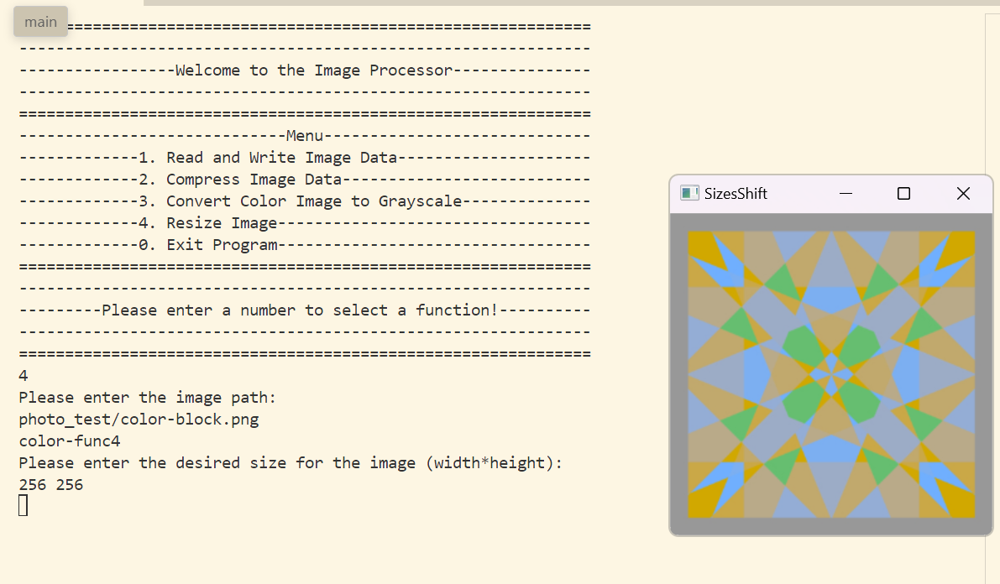 main
==============================================================
--------------------------------------------------------------
-----------------Welcome to the Image Processor---------------
--------------------------------------------------------------
==============================================================
-----------------------------Menu-----------------------------
-------------1. Read and Write Image Data---------------------
-------------2. Compress Image Data---------------------------
-------------3. Convert Color Image to Grayscale--------------
-------------4. Resize Image----------------------------------
-------------0. Exit Program----------------------------------
==============================================================
--------------------------------------------------------------
---------Please enter a number to select a function!----------
--------------------------------------------------------------
==============================================================
4
Please enter the image path:
photo_test/color-block.png
color-func4
Please enter the desired size for the image (width*height):
256 256
SizesShift